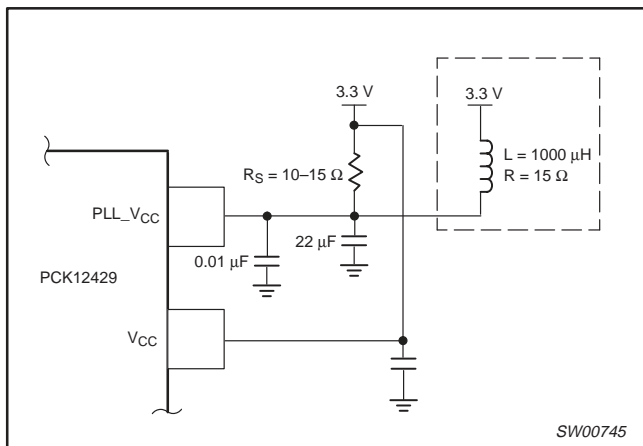 3.3 V
3.3 V
L = 1000 μH
R = 15 Ω
RS = 10–15 Ω
PLL_VCC
22 μF
0.01 μF
PCK12429
VCC
SW00745